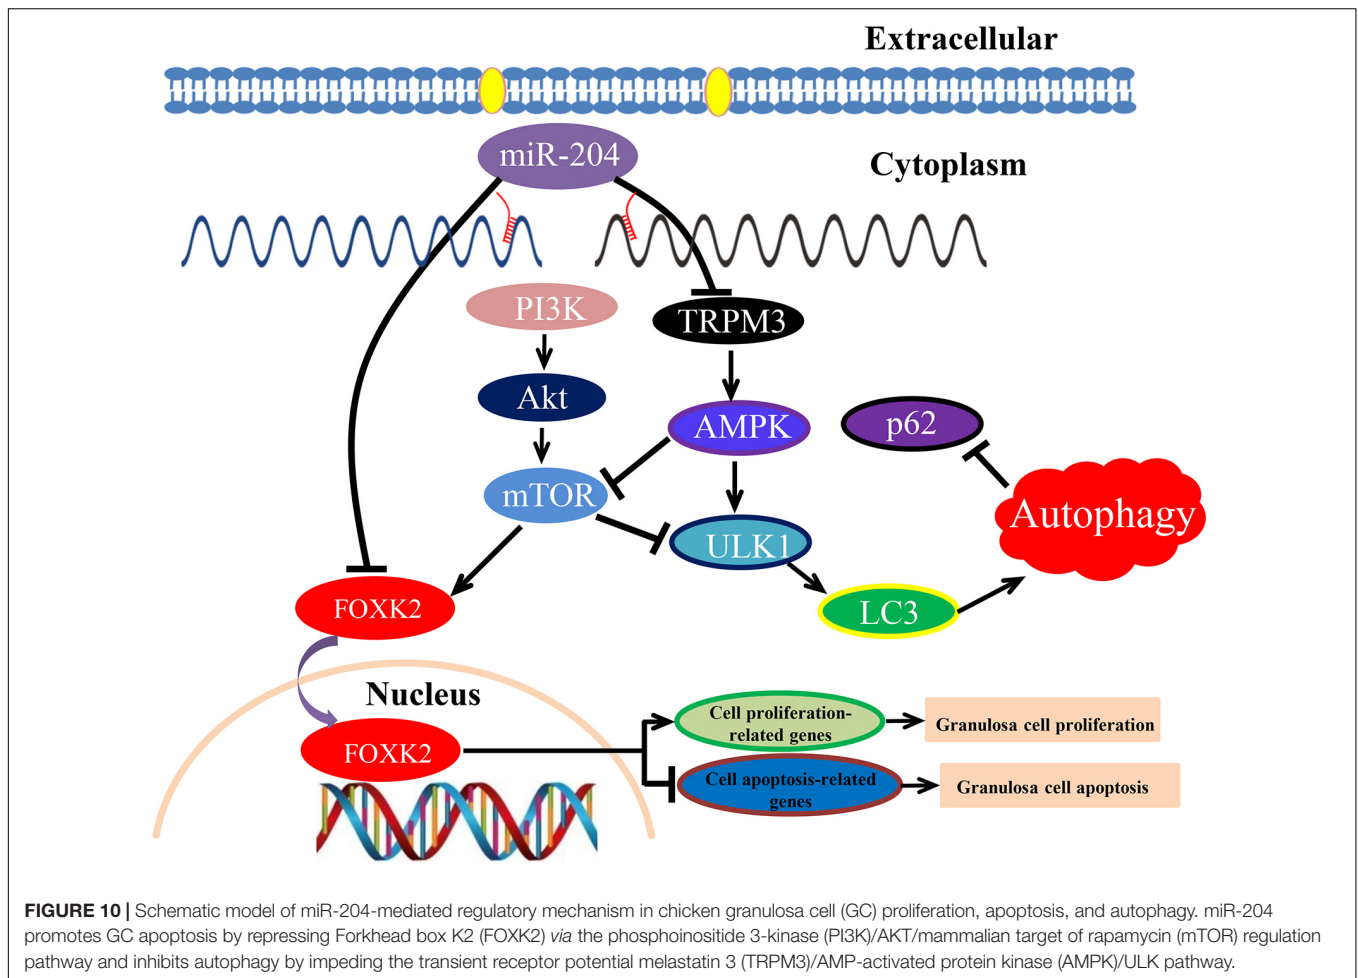 Extracellular
miR-204
Cytoplasm
PI3K
TRPM3
Akt
AMPK
p62
mTOR
Autophagy
ULK1
FOXK2
LC3
Nucleus
FOXK2
Cell proliferation-
related genes
Granulosa cell proliferation
Cell apoptosis-related
genes
Granulosa cell apoptosis
FIGURE 10 | Schematic model of miR-204-mediated regulatory mechanism in chicken granulosa cell (GC) proliferation, apoptosis, and autophagy. miR-204
promotes GC apoptosis by repressing Forkhead box K2 (FOXK2) via the phosphoinositide 3-kinase (PI3K)/AKT/mammalian target of rapamycin (mTOR) regulation
pathway and inhibits autophagy by impeding the transient receptor potential melastatin 3 (TRPM3)/AMP-activated protein kinase (AMPK)/ULK pathway.